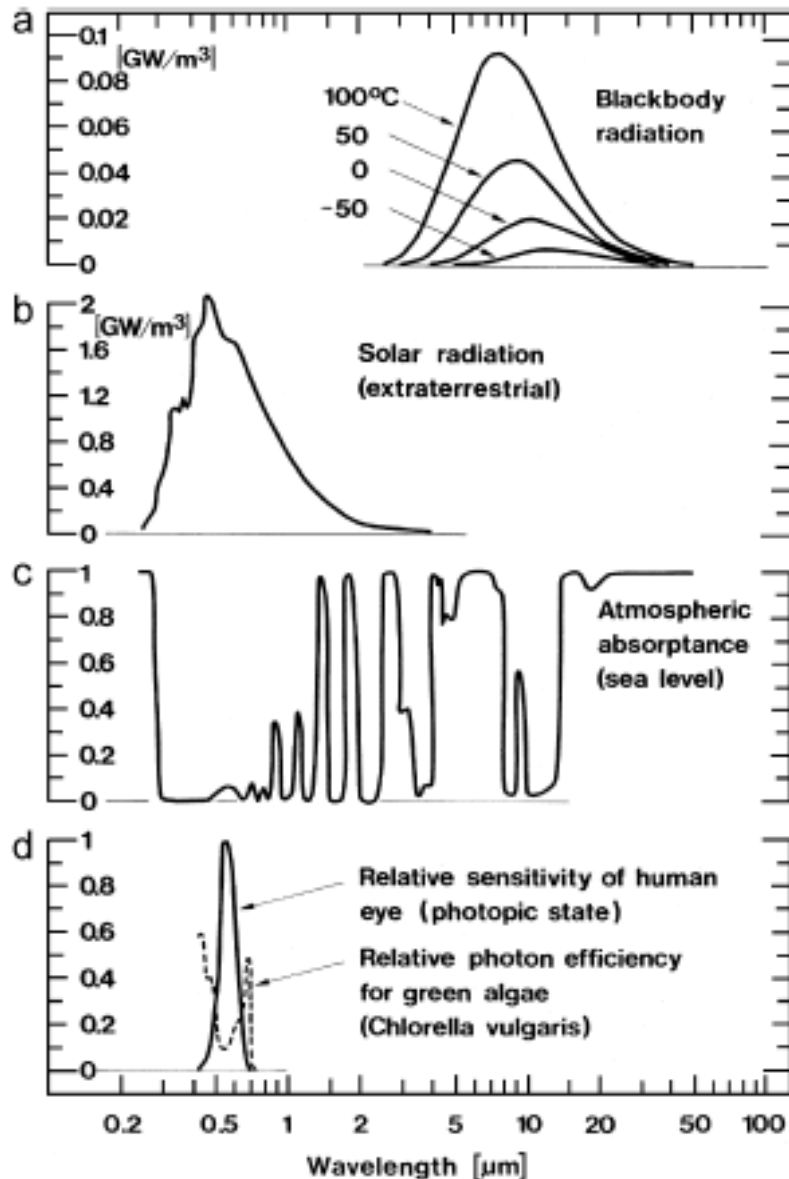 a
0.1
[GW/m³]
0.08
0.06
0.04
0.02
0
100°C
50
0
-50
Blackbody
radiation
b
2
[GW/m³]
1.6
1.2
0.8
0.4
0
Solar radiation
(extraterrestrial)
c
1
0.8
0.6
0.4
0.2
0
Atmospheric
absorptance
(sea level)
d
1
0.8
0.6
0.4
0.2
0
Relative sensitivity of human
eye (photopic state)
Relative photon efficiency
for green algae
(Chlorella vulgaris)
0.2 0.5 1 2 5 10 20 50 100
Wavelength [µm]